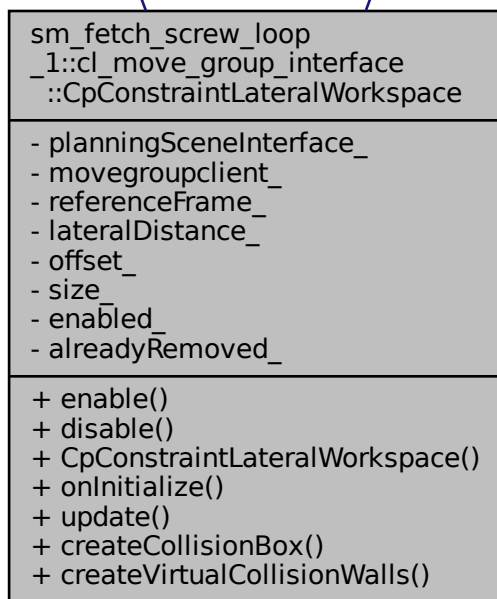 sm_fetch_screw_loop
_1::cl_move_group_interface
::CpConstraintLateralWorkspace
- planningSceneInterface_
- movegroupclient_
- referenceFrame_
- lateralDistance_
- offset_
- size_
- enabled_
- alreadyRemoved_
+ enable()
+ disable()
+ CpConstraintLateralWorkspace()
+ onInitialize()
+ update()
+ createCollisionBox()
+ createVirtualCollisionWalls()